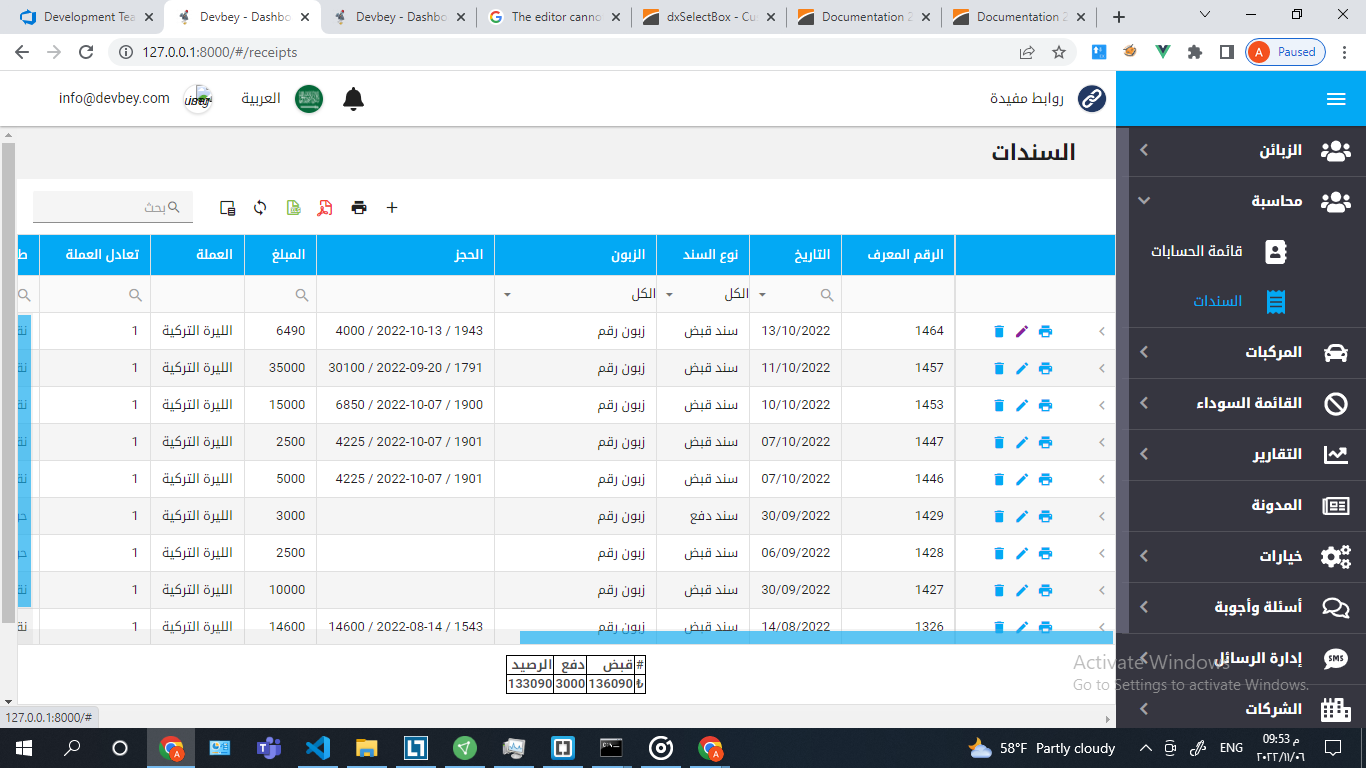 Development Tea
Devbey - Dashbo
Devbey - Dashbo
The editor canno
dxSelectBox - Cu
Documentation 2
Documentation 2
127.0.0.1:8000/#/receipts
Paused
info@devbey.com
العربية
روابط مفيدة
السندات
بحث
الرقم المعرف التاريخ نوع السند الزبون الحجز المبلغ العملة تعادل العملة ط
الكل الكل
1464 13/10/2022 سند قبض زبون رقم 4000 / 2022-10-13 / 1943 6490 الليرة التركية 1 نق
1457 11/10/2022 سند قبض زبون رقم 30100 / 2022-09-20 / 1791 35000 الليرة التركية 1 نق
1453 10/10/2022 سند قبض زبون رقم 6850 / 2022-10-07 / 1900 15000 الليرة التركية 1 نق
1447 07/10/2022 سند قبض زبون رقم 4225 / 2022-10-07 / 1901 2500 الليرة التركية 1 نق
1446 07/10/2022 سند قبض زبون رقم 4225 / 2022-10-07 / 1901 5000 الليرة التركية 1 نق
1429 30/09/2022 سند دفع زبون رقم 3000 الليرة التركية 1 حو
1428 06/09/2022 سند قبض زبون رقم 2500 الليرة التركية 1 حو
1427 30/09/2022 سند قبض زبون رقم 10000 الليرة التركية 1 نق
1326 14/08/2022 سند قبض زبون رقم 14600 / 2022-08-14 / 1543 14600 الليرة التركية 1 نق
# قبض دفع الرصيد
₺ 136090 3000 133090
الزبائن
محاسبة
قائمة الحسابات
السندات
المركبات
القائمة السوداء
التقارير
المدونة
خيارات
أسئلة وأجوبة
إدارة الرسائل
SMS
الشركات
Activate Windows
Go to Settings to activate Windows.
127.0.0.1:8000/#
58°F Partly cloudy
ENG
09:53 م
٢٠٢٢/١١/٠٦